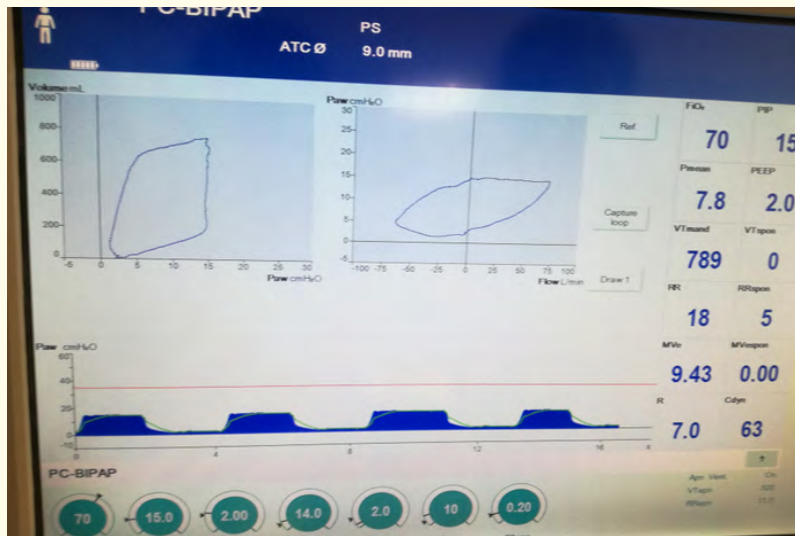 PC-BIPAP
PS
ATC Ø 9.0 mm
Volume mL
1000
800
600
400
200
0
-5 0 5 10 15 20 25 30
Paw cmH₂O
Paw cmH₂O
30
25
20
15
10
5
0
-5
-100 -75 -50 -25 0 25 50 75 100
Flow L/min
Ref.
Capture loop
Draw 1
FiO₂ PIP
70 15
Pmean PEEP
7.8 2.0
VTmand VTspon
789 0
RR RRspon
18 5
MVe MVespon
9.43 0.00
R Cdyn
7.0 63
Paw cmH₂O
60
40
20
0
-10
0 4 8 12 16
PC-BIPAP
70 15.0 2.00 14.0 2.0 10 0.20
Apn. Vent. On